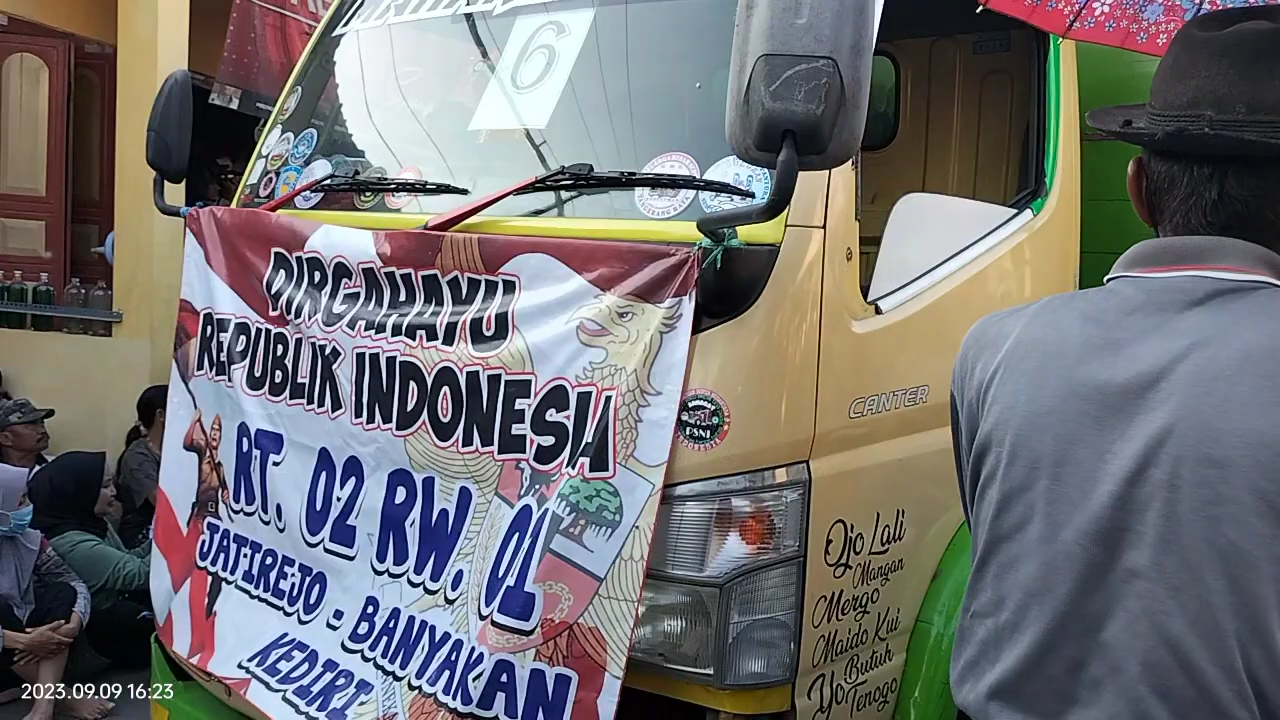 6
DIRGAHAYU
REPUBLIK INDONESIA
RT. 02 RW. 01
JATIREJO - BANYAKAN
KEDIRI
PSNI
CANTER
Ojo Lali
Mangan
Mergo
Maido Kui
Butuh
Yo Tenogo
2023.09.09 16:23